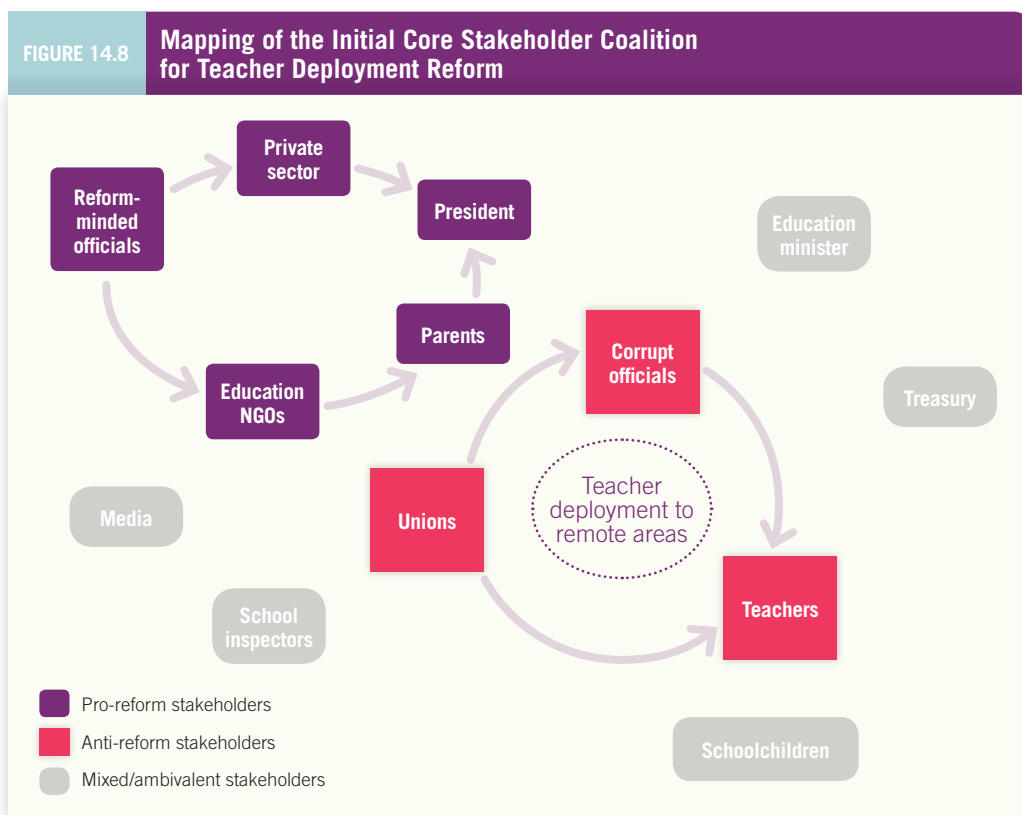 FIGURE 14.8
Mapping of the Initial Core Stakeholder Coalition
for Teacher Deployment Reform
Private
sector
Reform-
minded
officials
President
Education
minister
Parents
Corrupt
officials
Education
NGOs
Treasury
Media
Unions
Teacher
deployment to
remote areas
Teachers
School
inspectors
Pro-reform stakeholders
Anti-reform stakeholders
Mixed/ambivalent stakeholders
Schoolchildren